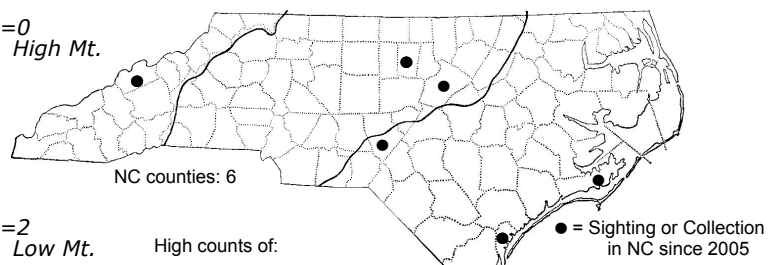 =0
High Mt.
NC counties: 6
=2
Low Mt.
High counts of:
● = Sighting or Collection
in NC since 2005